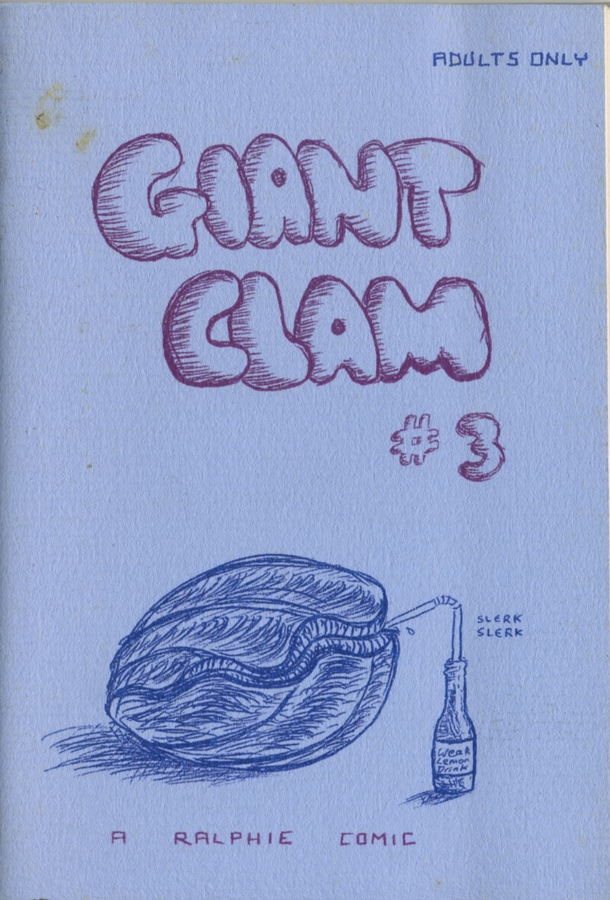 ADULTS ONLY
GIANT
CLAM
# 3
SLERK
SLERK
Weak
Lemon
Drink
A RALPHIE COMIC